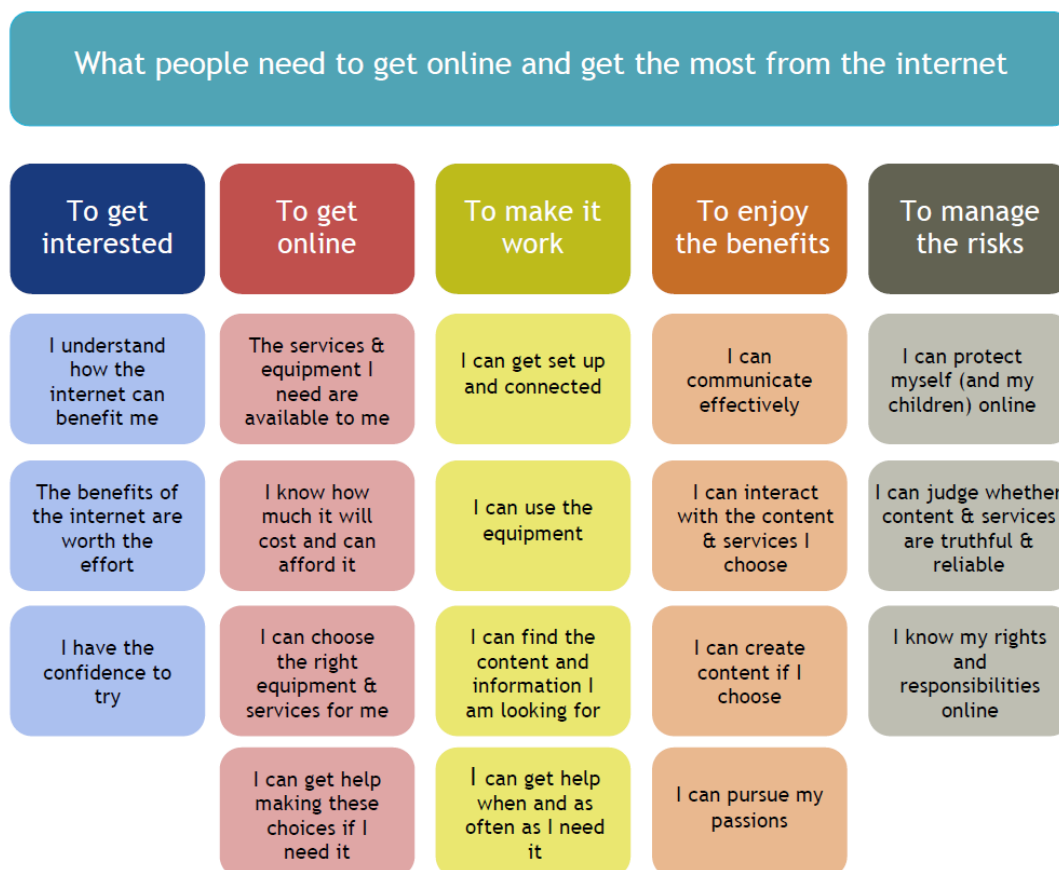 What people need to get online and get the most from the internet
To get
interested
To get
online
To make it
work
To enjoy
the benefits
To manage
the risks
I understand
how the
internet can
benefit me
The services &
equipment I
need are
available to me
I can get set up
and connected
I can
communicate
effectively
I can protect
myself (and my
children) online
The benefits of
the internet are
worth the
effort
I know how
much it will
cost and can
afford it
I can use the
equipment
I can interact
with the content
& services I
choose
I can judge whether
content & services
are truthful &
reliable
I have the
confidence to
try
I can choose
the right
equipment &
services for me
I can find the
content and
information I
am looking for
I can create
content if I
choose
I know my rights
and
responsibilities
online
I can get help
making these
choices if I
need it
I can get help
when and as
often as I need
it
I can pursue my
passions